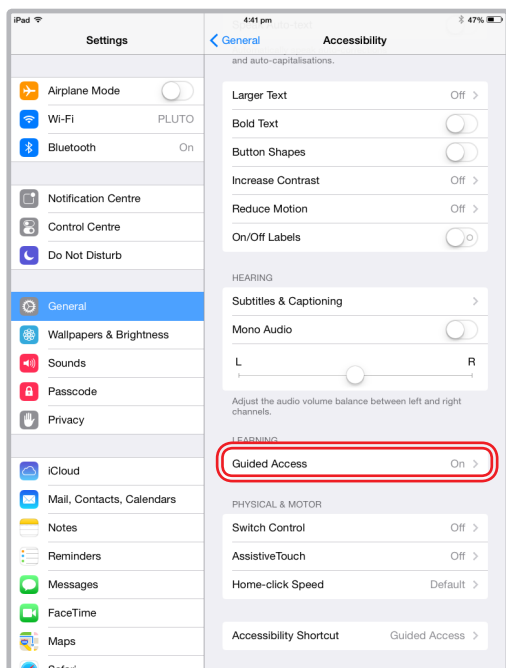 iPad
4:41 pm
47%
Settings
General
Accessibility
and auto-capitalisations.
Airplane Mode
Wi-Fi PLUTO
Bluetooth On
Notification Centre
Control Centre
Do Not Disturb
General
Wallpapers & Brightness
Sounds
Passcode
Privacy
iCloud
Mail, Contacts, Calendars
Notes
Reminders
Messages
FaceTime
Maps
Safari
Larger Text Off
Bold Text
Button Shapes
Increase Contrast Off
Reduce Motion Off
On/Off Labels
HEARING
Subtitles & Captioning
Mono Audio
L R
Adjust the audio volume balance between left and right
channels.
LEARNING
Guided Access On
PHYSICAL & MOTOR
Switch Control Off
AssistiveTouch Off
Home-click Speed Default
Accessibility Shortcut Guided Access